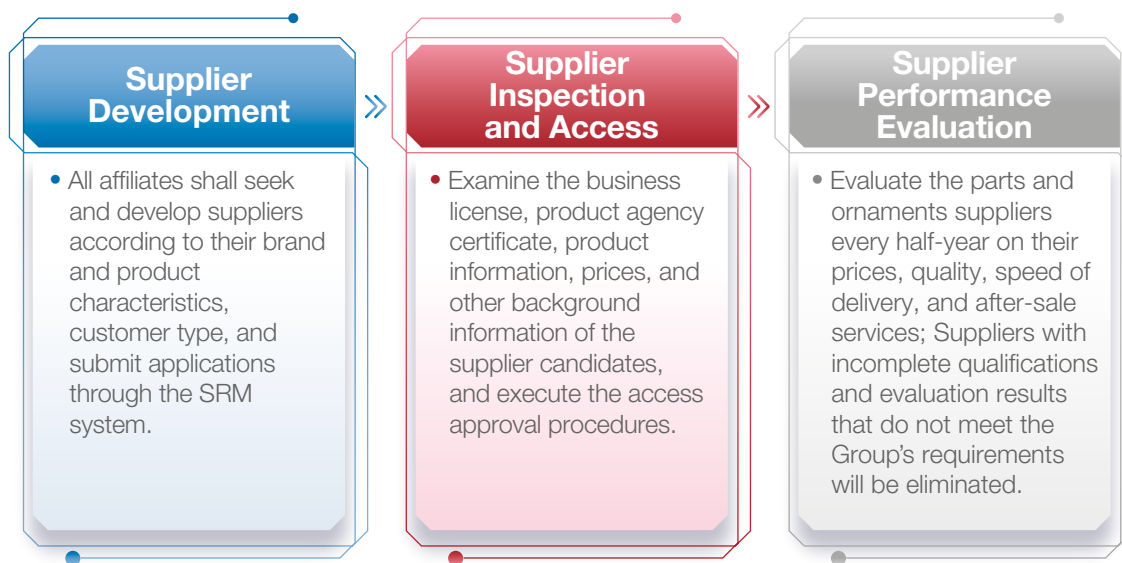 Supplier
Development
• All affiliates shall seek
and develop suppliers
according to their brand
and product
characteristics,
customer type, and
submit applications
through the SRM
system.
Supplier
Inspection
and Access
• Examine the business
license, product agency
certificate, product
information, prices, and
other background
information of the
supplier candidates,
and execute the access
approval procedures.
Supplier
Performance
Evaluation
• Evaluate the parts and
ornaments suppliers
every half-year on their
prices, quality, speed of
delivery, and after-sale
services; Suppliers with
incomplete qualifications
and evaluation results
that do not meet the
Group’s requirements
will be eliminated.